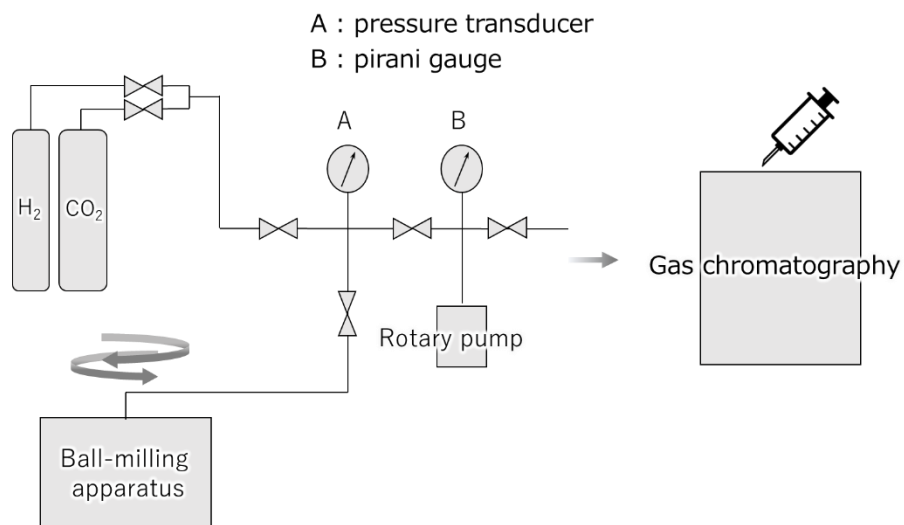 A : pressure transducer
B : pirani gauge
A
B
H₂
CO₂
Gas chromatography
Rotary pump
Ball-milling
apparatus